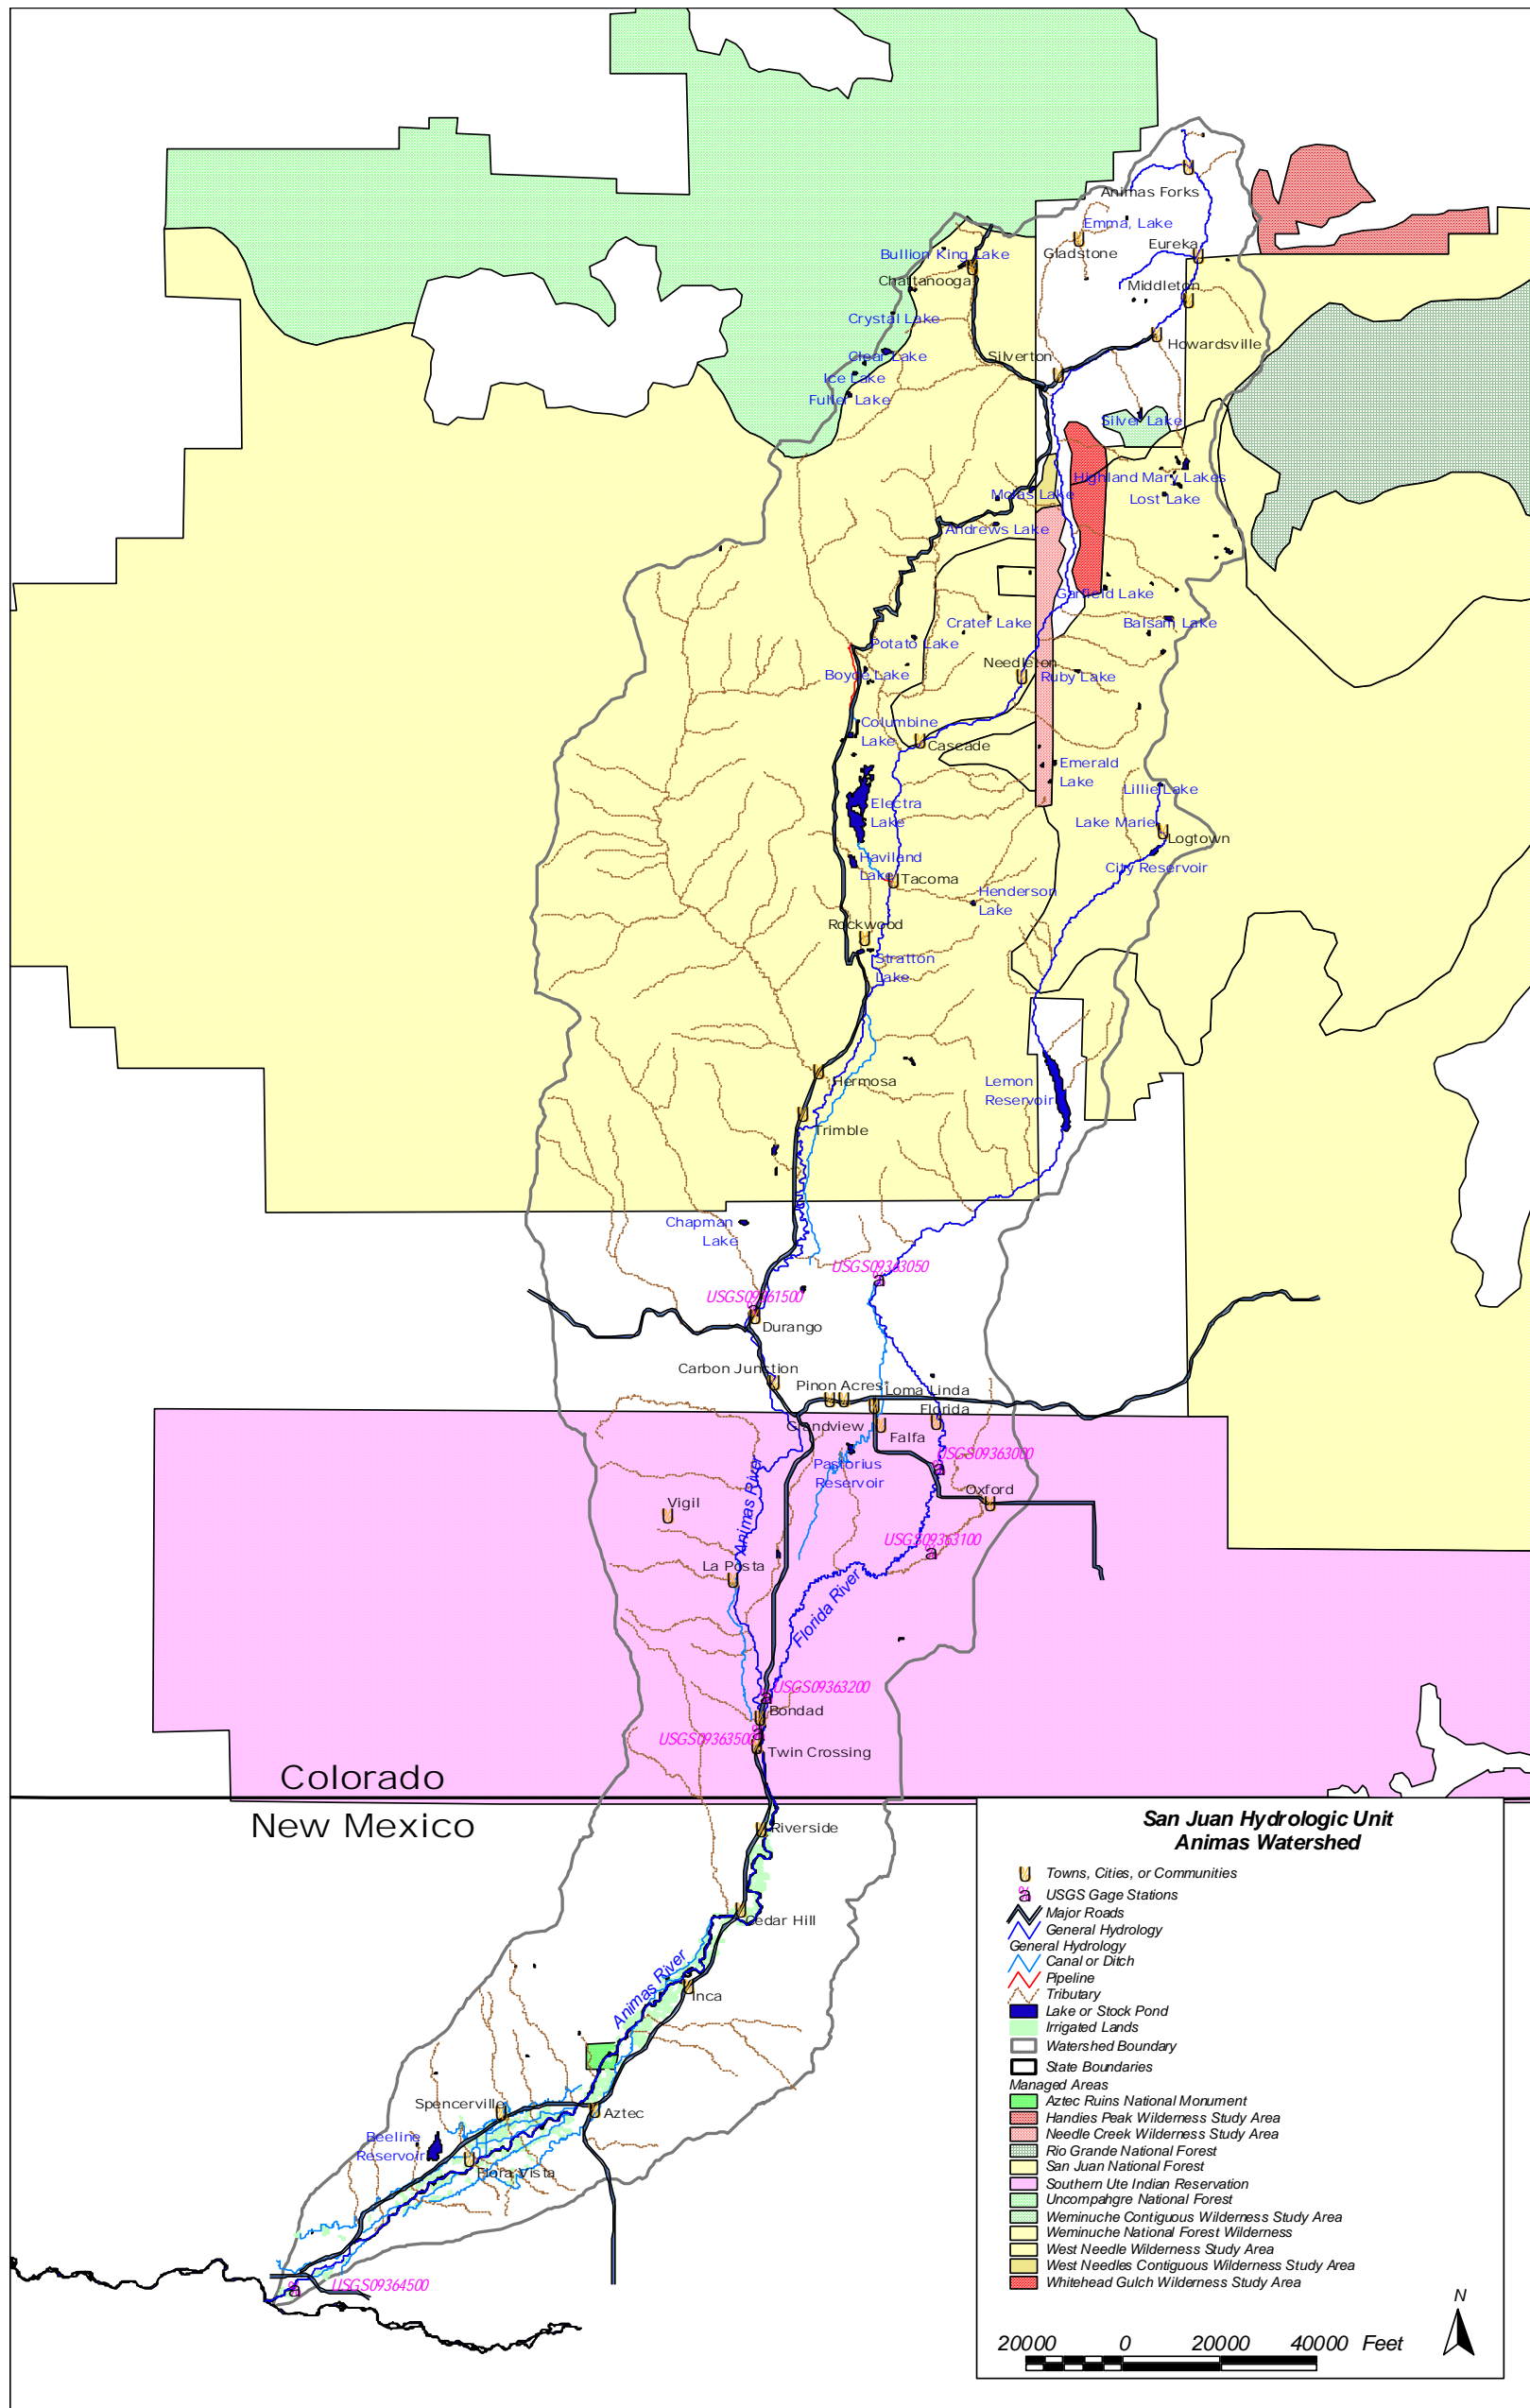 Animas Forks
Emma, Lake
Gladstone
Eureka
Bullion King Lake
Chattanooga
Middleton
Crystal Lake
Howardsville
Clear Lake
Silverton
Ice Lake
Fuller Lake
Silver Lake
Highland Mary Lakes
Molas Lake
Lost Lake
Andrews Lake
Garfield Lake
Crater Lake
Balsam Lake
Potato Lake
Needleton
Boyce Lake
Ruby Lake
Columbine
Lake
Cascade
Emerald
Lake
Lillie Lake
Electra
Lake
Lake Marie
Logtown
Haviland
Lake
City Reservoir
Tacoma
Henderson
Lake
Rockwood
Stratton
Lake
Hermosa
Lemon
Reservoir
Trimble
Chapman
Lake
USGS09363050
USGS09361500
Durango
Carbon Junction
Pinon Acres
Loma Linda
Florida
Grandview
Falfa
USGS09363000
Pastorius
Reservoir
Oxford
Vigil
Animas River
USGS09363100
La Posta
Florida River
USGS09363200
Bondad
USGS09363500
Twin Crossing
Colorado
New Mexico
Riverside
Cedar Hill
Animas River
Inca
Spencerville
Aztec
Beeline
Reservoir
Flora Vista
USGS09364500
San Juan Hydrologic Unit
Animas Watershed
Towns, Cities, or Communities
USGS Gage Stations
Major Roads
General Hydrology
General Hydrology
Canal or Ditch
Pipeline
Tributary
Lake or Stock Pond
Irrigated Lands
Watershed Boundary
State Boundaries
Managed Areas
Aztec Ruins National Monument
Handies Peak Wilderness Study Area
Needle Creek Wilderness Study Area
Rio Grande National Forest
San Juan National Forest
Southern Ute Indian Reservation
Uncompahgre National Forest
Weminuche Contiguous Wilderness Study Area
Weminuche National Forest Wilderness
West Needle Wilderness Study Area
West Needles Contiguous Wilderness Study Area
Whitehead Gulch Wilderness Study Area
N
20000 0 20000 40000 Feet